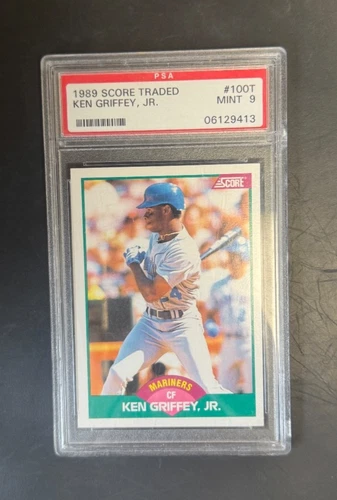 PSA
1989 SCORE TRADED #100T
KEN GRIFFEY, JR. MINT 9
06129413
SCORE
MARINERS
CF
KEN GRIFFEY, JR.